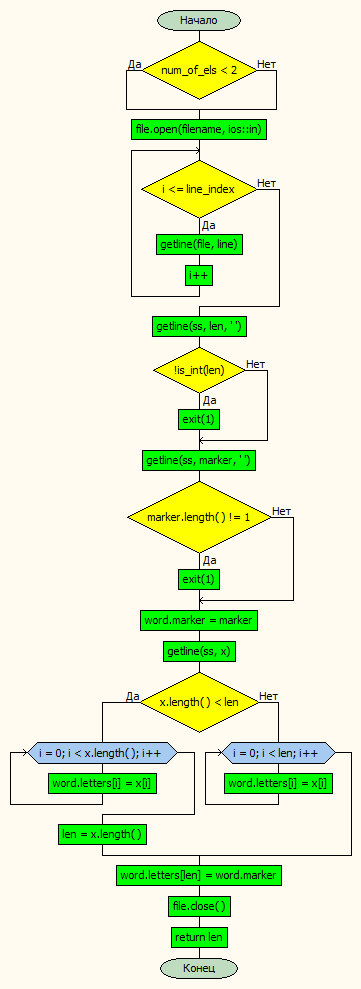 Начало
Да
Нет
num_of_els < 2
file.open(filename, ios::in)
Нет
i <= line_index
Да
getline(file, line)
i++
getline(ss, len, ' ')
Нет
!is_int(len)
Да
exit(1)
getline(ss, marker, ' ')
Нет
marker.length() != 1
Да
exit(1)
word.marker = marker
getline(ss, x)
Да
Нет
x.length() < len
i = 0; i < x.length(); i++
i = 0; i < len; i++
word.letters[i] = x[i]
word.letters[i] = x[i]
len = x.length()
word.letters[len] = word.marker
file.close()
return len
Конец